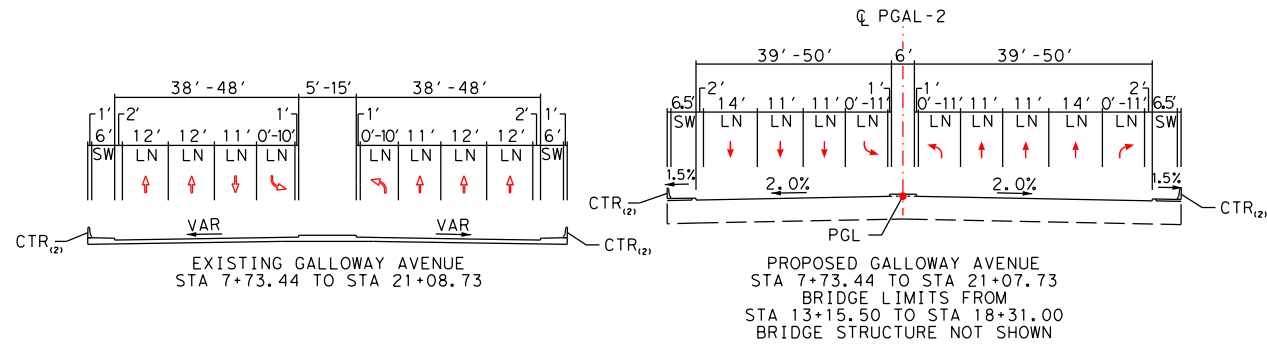 ℄ PGAL-2
38'-48' 5'-15' 38'-48'
1' 2' 1' 1' 2' 1'
6' 12' 12' 11' 0'-10' 0'-10' 11' 12' 12' 6'
SW LN LN LN LN LN LN LN LN SW
VAR VAR
CTR(2) CTR(2)
EXISTING GALLOWAY AVENUE
STA 7+73.44 TO STA 21+08.73
39'-50' 6' 39'-50'
2' 1' 1' 2'
6.5' 14' 11' 11' 0'-11' 0'-11' 11' 11' 14' 0'-11' 6.5'
SW LN LN LN LN LN LN LN LN LN SW
1.5% 2.0% 2.0% 1.5%
CTR(2) CTR(2)
PGL
PROPOSED GALLOWAY AVENUE
STA 7+73.44 TO STA 21+07.73
BRIDGE LIMITS FROM
STA 13+15.50 TO STA 18+31.00
BRIDGE STRUCTURE NOT SHOWN